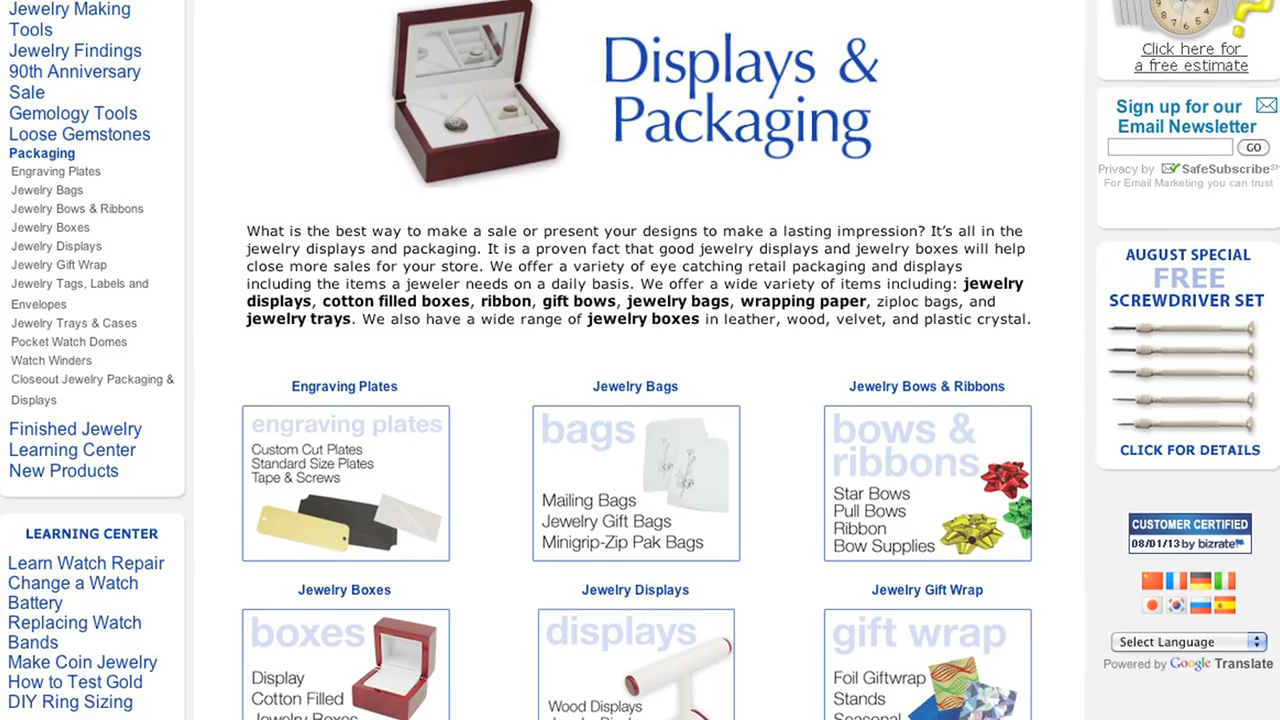 Jewelry Making
Tools
Jewelry Findings
90th Anniversary
Sale
Gemology Tools
Loose Gemstones
Packaging
Engraving Plates
Jewelry Bags
Jewelry Bows & Ribbons
Jewelry Boxes
Jewelry Displays
Jewelry Gift Wrap
Jewelry Tags, Labels and
Envelopes
Jewelry Trays & Cases
Pocket Watch Domes
Watch Winders
Closeout Jewelry Packaging &
Displays
Finished Jewelry
Learning Center
New Products
LEARNING CENTER
Learn Watch Repair
Change a Watch
Battery
Replacing Watch
Bands
Make Coin Jewelry
How to Test Gold
DIY Ring Sizing
Displays &
Packaging
What is the best way to make a sale or present your designs to make a lasting impression? It’s all in the
jewelry displays and packaging. It is a proven fact that good jewelry displays and jewelry boxes will help
close more sales for your store. We offer a variety of eye catching retail packaging and displays
including the items a jeweler needs on a daily basis. We offer a wide variety of items including: jewelry
displays, cotton filled boxes, ribbon, gift bows, jewelry bags, wrapping paper, ziploc bags, and
jewelry trays. We also have a wide range of jewelry boxes in leather, wood, velvet, and plastic crystal.
Engraving Plates
engraving plates
Custom Cut Plates
Standard Size Plates
Tape & Screws
Jewelry Bags
bags
Mailing Bags
Jewelry Gift Bags
Minigrip-Zip Pak Bags
Jewelry Bows & Ribbons
bows &
ribbons
Star Bows
Pull Bows
Ribbon
Bow Supplies
Jewelry Boxes
boxes
Display
Cotton Filled
Jewelry Boxes
Jewelry Displays
displays
Wood Displays
Jewelry Gift Wrap
gift wrap
Foil Giftwrap
Stands
Seasonal
Click here for
a free estimate
Sign up for our
Email Newsletter
GO
Privacy by SafeSubscribe
For Email Marketing you can trust
AUGUST SPECIAL
FREE
SCREWDRIVER SET
CLICK FOR DETAILS
CUSTOMER CERTIFIED
08/01/13 by bizrate
Select Language
Powered by Google Translate